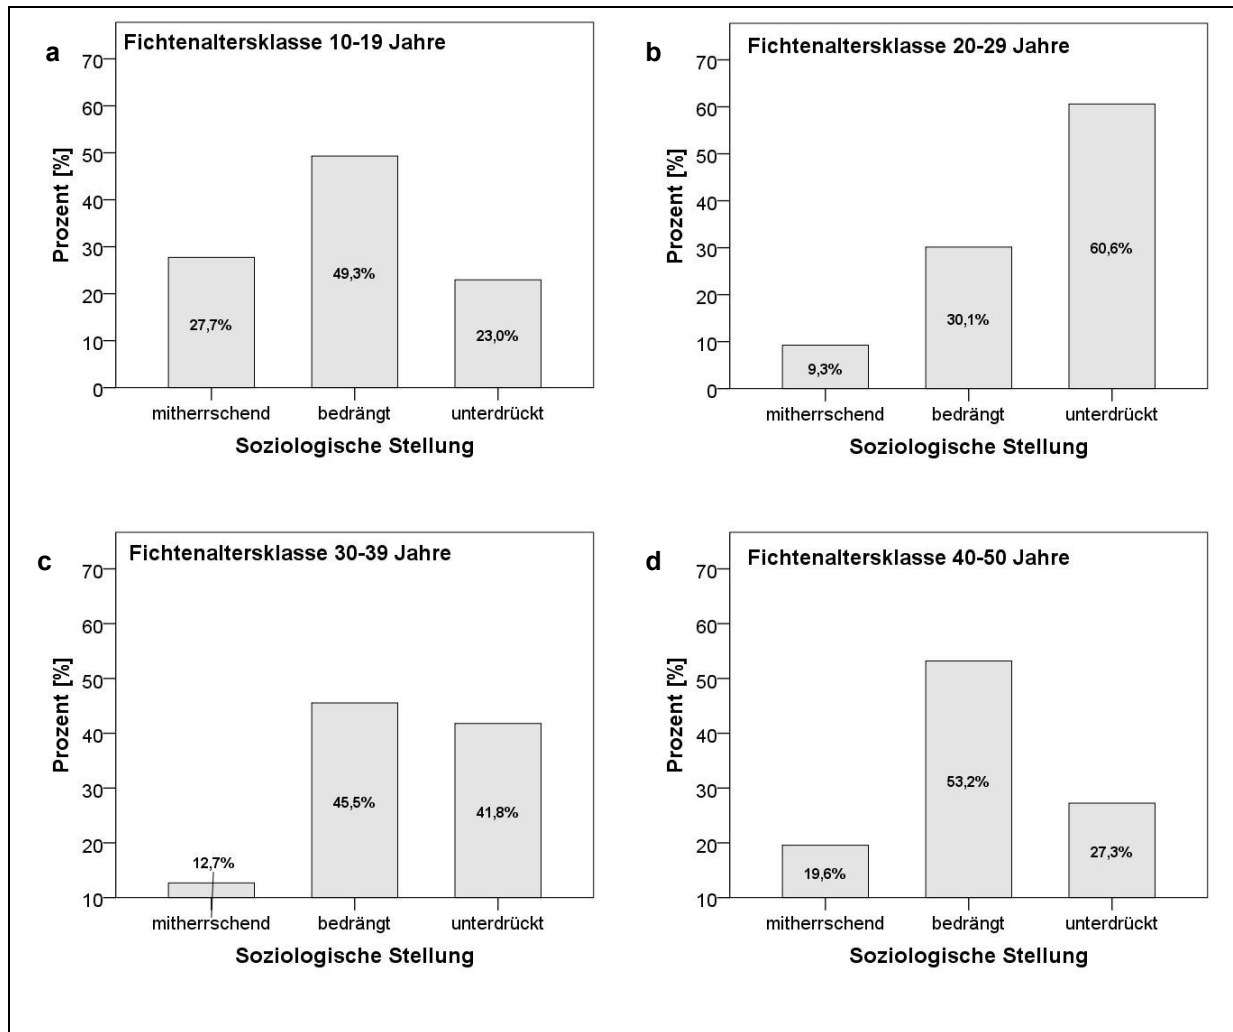 a
Fichtenaltersklasse 10-19 Jahre
Prozent [%]
70
60
50
40
30
20
10
0
27,7%
49,3%
23,0%
mitherrschend bedrängt unterdrückt
Soziologische Stellung
b
Fichtenaltersklasse 20-29 Jahre
Prozent [%]
70
60
50
40
30
20
10
0
9,3%
30,1%
60,6%
mitherrschend bedrängt unterdrückt
Soziologische Stellung
c
Fichtenaltersklasse 30-39 Jahre
Prozent [%]
70
60
50
40
30
20
10
12,7%
45,5%
41,8%
mitherrschend bedrängt unterdrückt
Soziologische Stellung
d
Fichtenaltersklasse 40-50 Jahre
Prozent [%]
70
60
50
40
30
20
10
19,6%
53,2%
27,3%
mitherrschend bedrängt unterdrückt
Soziologische Stellung